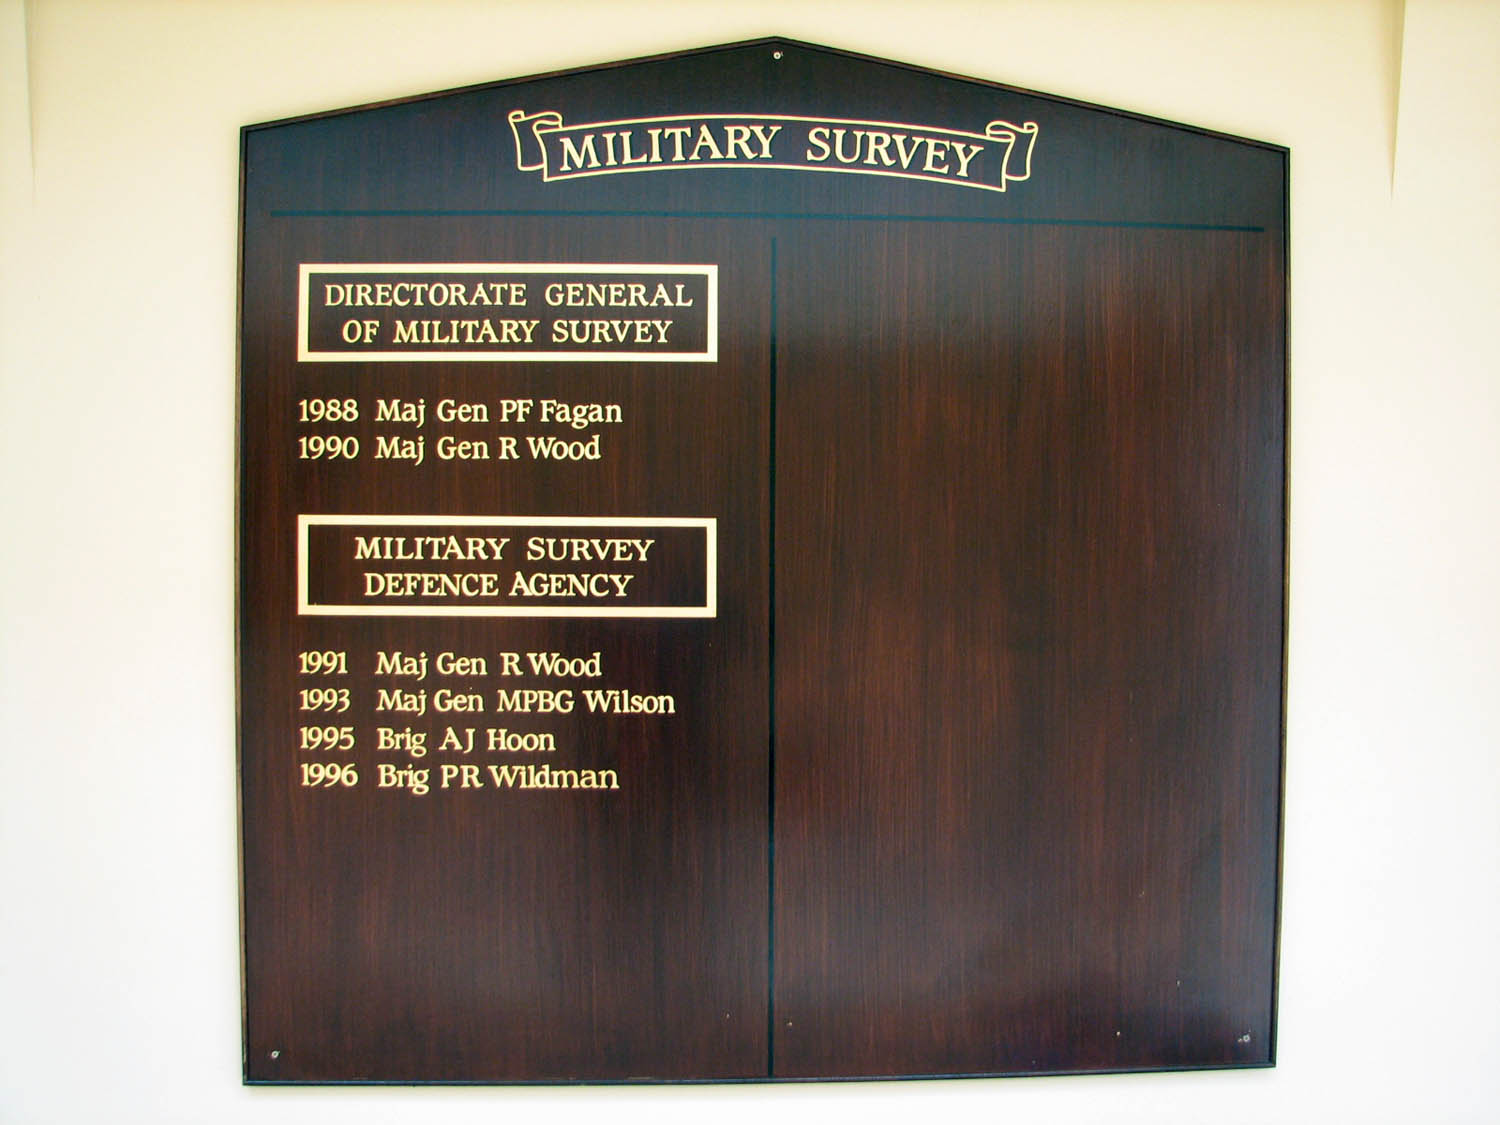 MILITARY SURVEY
DIRECTORATE GENERAL
OF MILITARY SURVEY
1988 Maj Gen PF Fagan
1990 Maj Gen R Wood
MILITARY SURVEY
DEFENCE AGENCY
1991 Maj Gen R Wood
1993 Maj Gen MPBG Wilson
1995 Brig AJ Hoon
1996 Brig PR Wildman